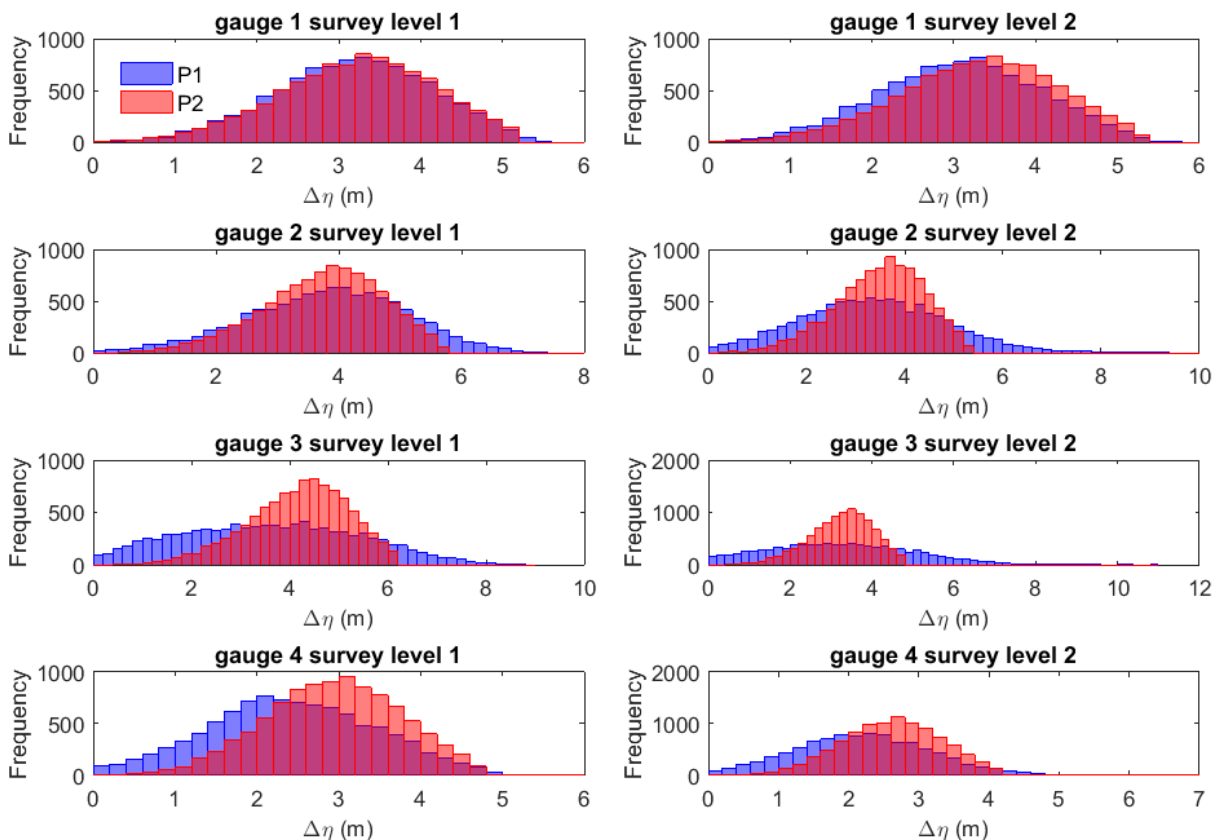 gauge 1 survey level 1
1000
500
0
Frequency
P1
P2
0 1 2 3 4 5 6
Δη (m)
gauge 1 survey level 2
1000
500
0
Frequency
0 1 2 3 4 5 6
Δη (m)
gauge 2 survey level 1
1000
500
0
Frequency
0 2 4 6 8
Δη (m)
gauge 2 survey level 2
1000
500
0
Frequency
0 2 4 6 8 10
Δη (m)
gauge 3 survey level 1
1000
500
0
Frequency
0 2 4 6 8 10
Δη (m)
gauge 3 survey level 2
2000
1000
0
Frequency
0 2 4 6 8 10 12
Δη (m)
gauge 4 survey level 1
1000
500
0
Frequency
0 1 2 3 4 5 6
Δη (m)
gauge 4 survey level 2
2000
1000
0
Frequency
0 1 2 3 4 5 6 7
Δη (m)